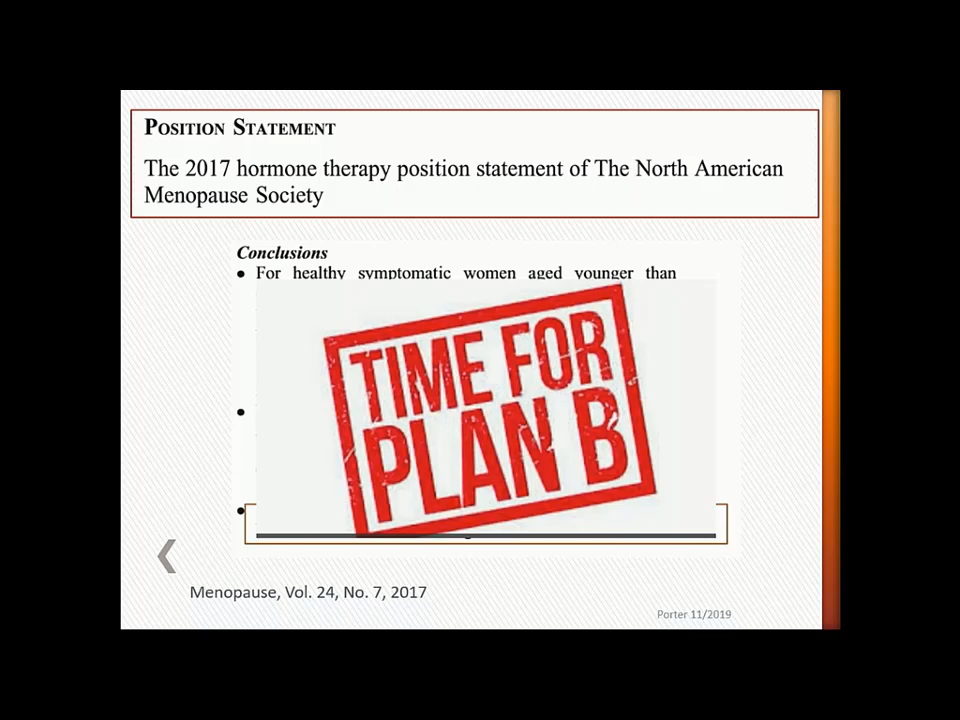 POSITION STATEMENT
The 2017 hormone therapy position statement of The North American
Menopause Society
Conclusions
• For healthy symptomatic women aged younger than
TIME FOR
PLAN B
•
•
Menopause, Vol. 24, No. 7, 2017
Porter 11/2019